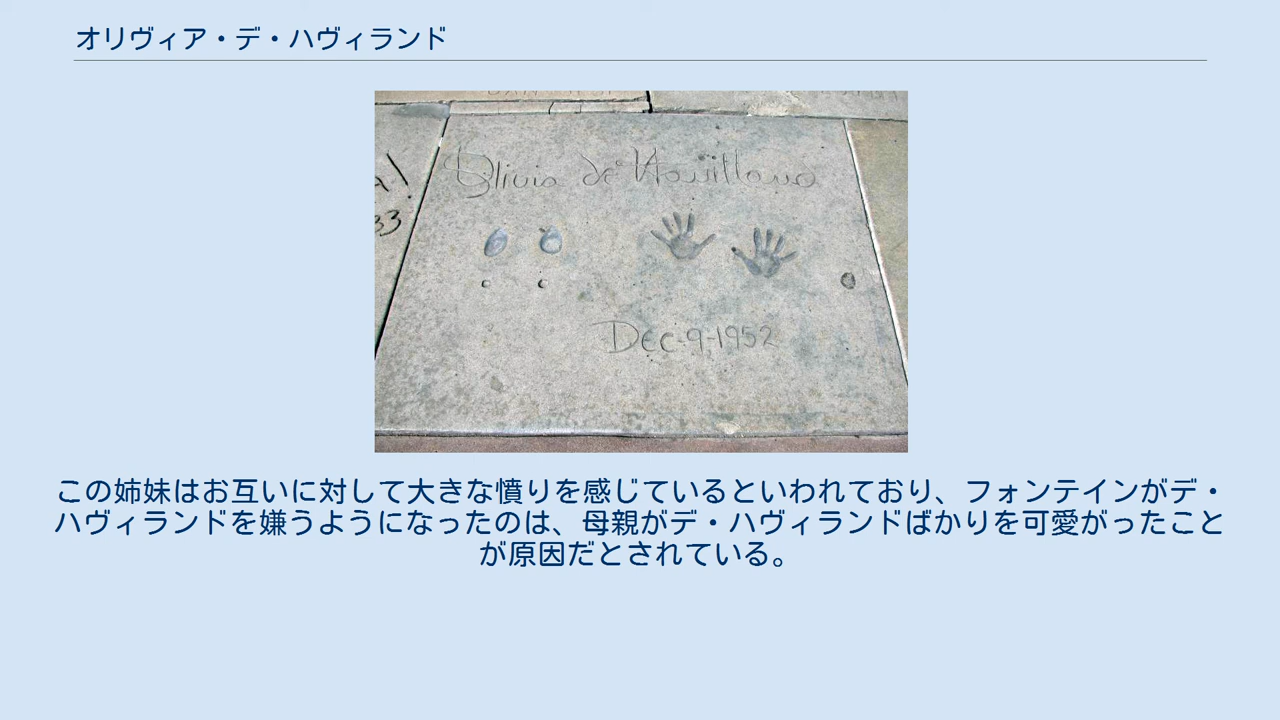 オリヴィア・デ・ハヴィランド
Olivia de Havilland
Dec-9-1952
33
この姉妹はお互いに対して大きな憤りを感じているといわれており、フォンテインがデ・
ハヴィランドを嫌うようになったのは、母親がデ・ハヴィランドばかりを可愛がったこと
が原因だとされている。